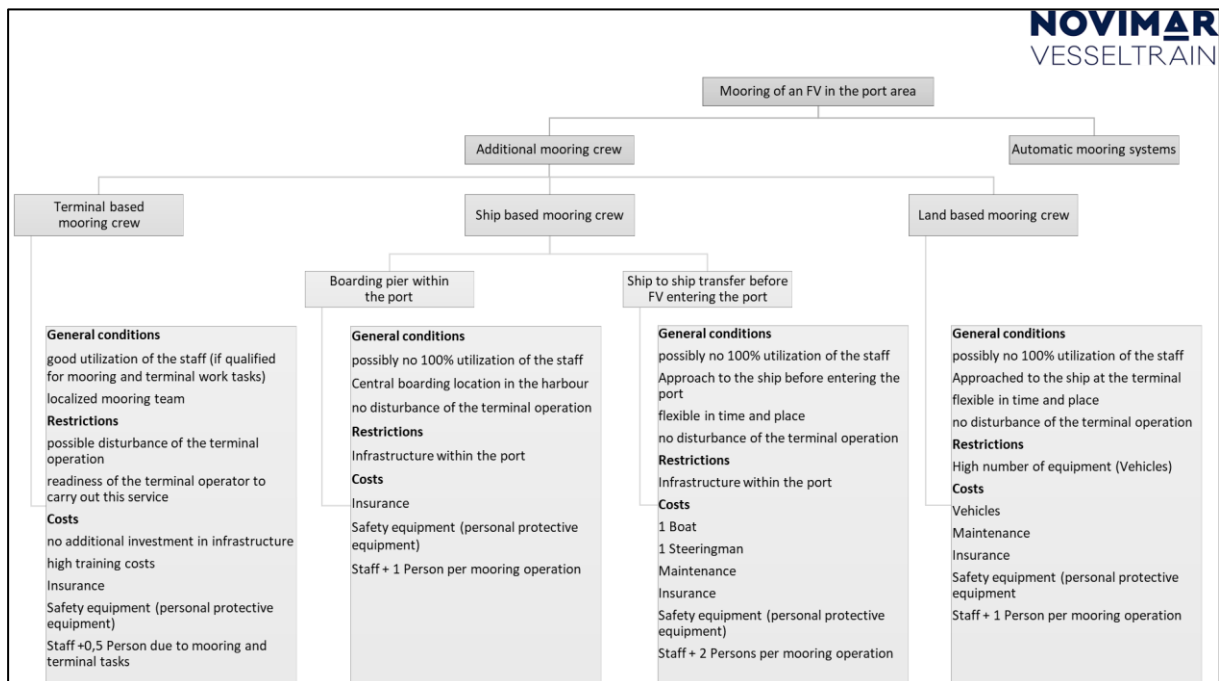 NOVIMAR
VESSELTRAIN
Mooring of an FV in the port area
Additional mooring crew
Automatic mooring systems
Terminal based
mooring crew
Ship based mooring crew
Land based mooring crew
Boarding pier within
the port
Ship to ship transfer before
FV entering the port
General conditions
good utilization of the staff (if qualified
for mooring and terminal work tasks)
localized mooring team
Restrictions
possible disturbance of the terminal
operation
readiness of the terminal operator to
carry out this service
Costs
no additional investment in infrastructure
high training costs
Insurance
Safety equipment (personal protective
equipment)
Staff +0,5 Person due to mooring and
terminal tasks
General conditions
possibly no 100% utilization of the staff
Central boarding location in the harbour
no disturbance of the terminal operation
Restrictions
Infrastructure within the port
Costs
Insurance
Safety equipment (personal protective
equipment)
Staff + 1 Person per mooring operation
General conditions
possibly no 100% utilization of the staff
Approach to the ship before entering the
port
flexible in time and place
no disturbance of the terminal operation
Restrictions
Infrastructure within the port
Costs
1 Boat
1 Steeringman
Maintenance
Insurance
Safety equipment (personal protective
equipment)
Staff + 2 Persons per mooring operation
General conditions
possibly no 100% utilization of the staff
Approached to the ship at the terminal
flexible in time and place
no disturbance of the terminal operation
Restrictions
High number of equipment (Vehicles)
Costs
Vehicles
Maintenance
Insurance
Safety equipment (personal protective
equipment
Staff + 1 Person per mooring operation